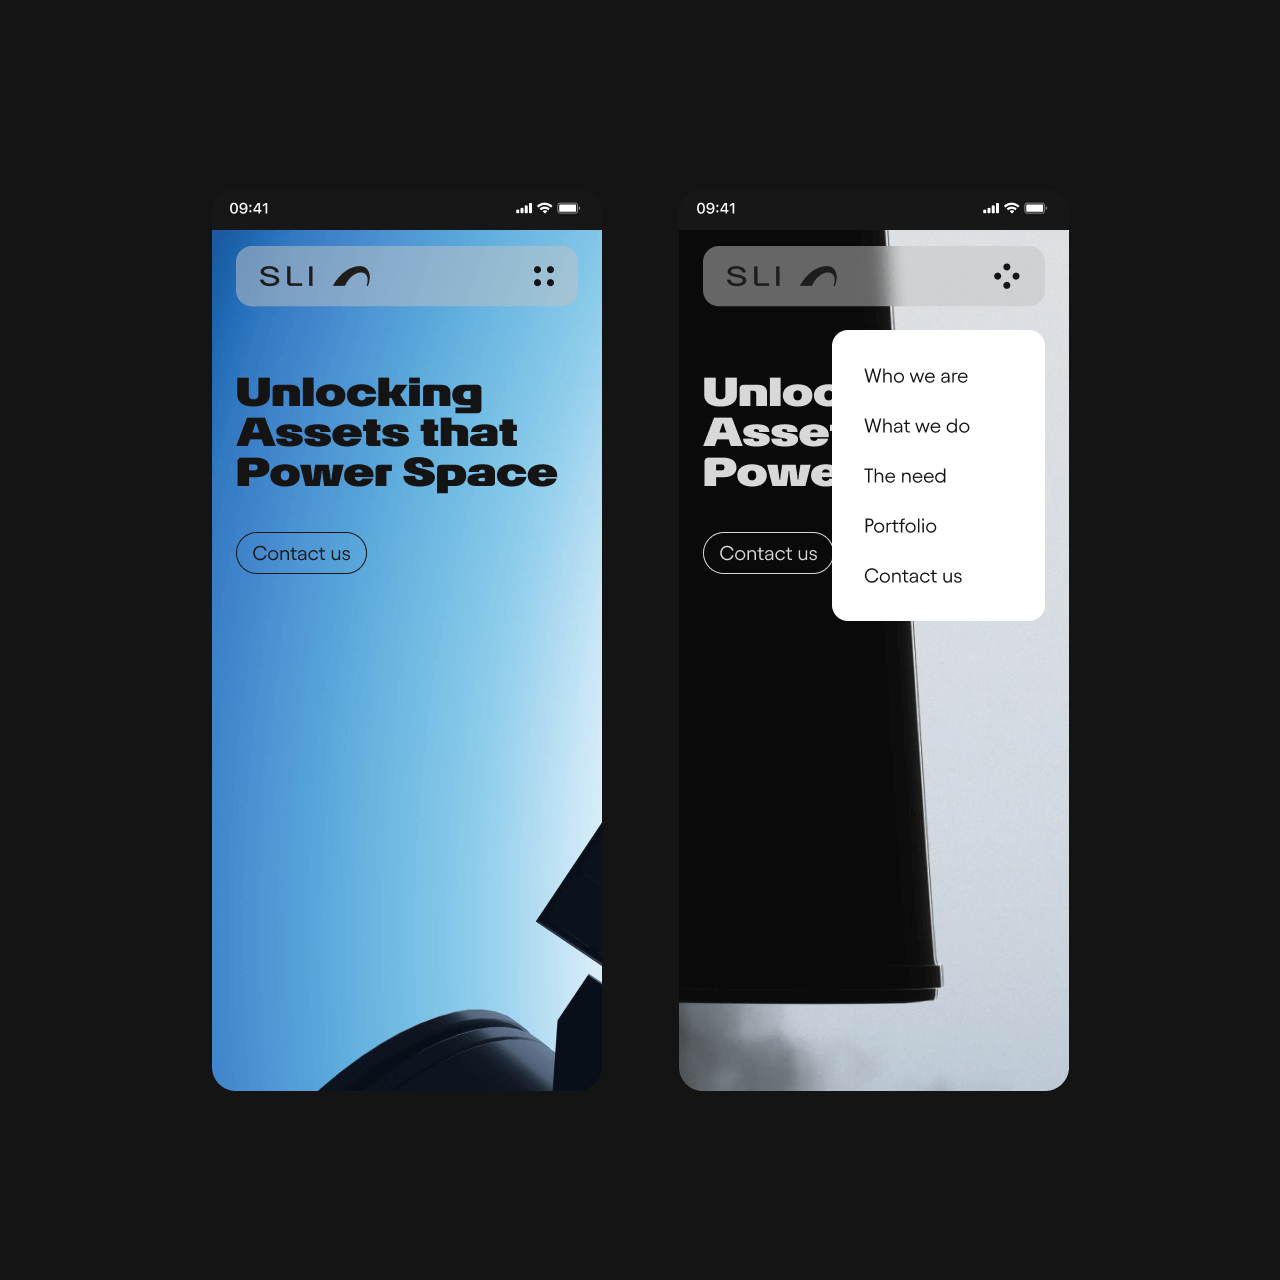 09:41
SLI
Unlocking
Assets that
Power Space
Contact us
09:41
SLI
Unloc
Asse
Powe
Contact us
Who we are
What we do
The need
Portfolio
Contact us